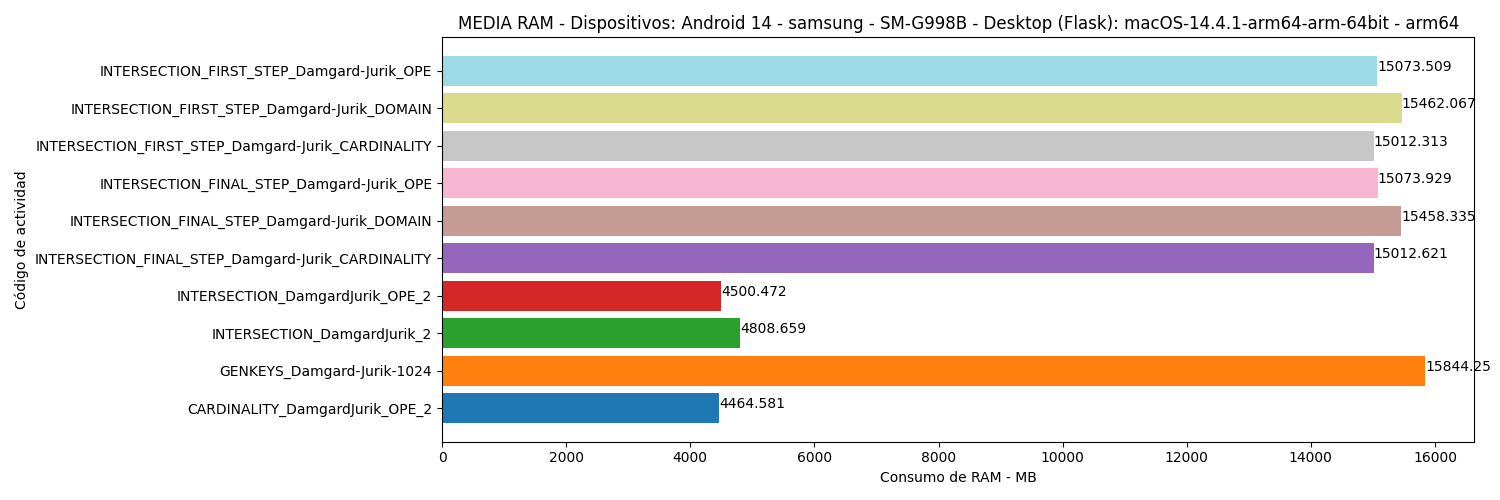 MEDIA RAM - Dispositivos: Android 14 - samsung - SM-G998B - Desktop (Flask): macOS-14.4.1-arm64-arm-64bit - arm64
Código de actividad
INTERSECTION_FIRST_STEP_Damgard-Jurik_OPE 15073.509
INTERSECTION_FIRST_STEP_Damgard-Jurik_DOMAIN 15462.067
INTERSECTION_FIRST_STEP_Damgard-Jurik_CARDINALITY 15012.313
INTERSECTION_FINAL_STEP_Damgard-Jurik_OPE 15073.929
INTERSECTION_FINAL_STEP_Damgard-Jurik_DOMAIN 15458.335
INTERSECTION_FINAL_STEP_Damgard-Jurik_CARDINALITY 15012.621
INTERSECTION_DamgardJurik_OPE_2 4500.472
INTERSECTION_DamgardJurik_2 4808.659
GENKEYS_Damgard-Jurik-1024 15844.25
CARDINALITY_DamgardJurik_OPE_2 4464.581
0 2000 4000 6000 8000 10000 12000 14000 16000
Consumo de RAM - MB